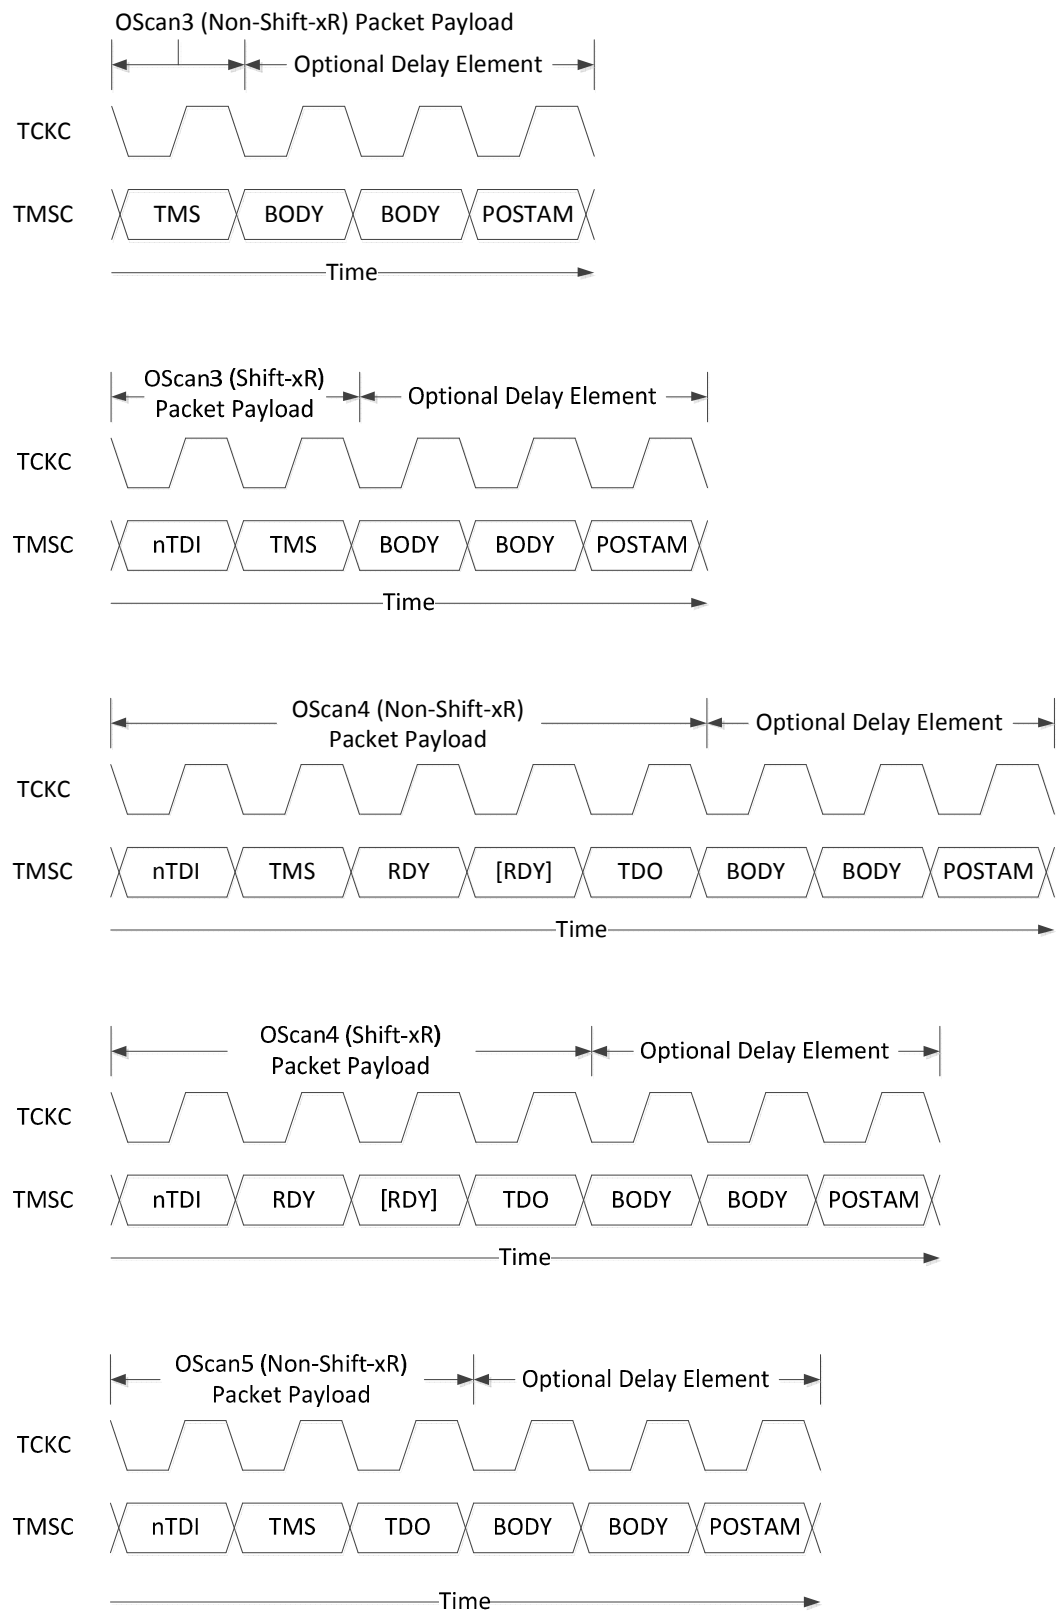 OScan3 (Non-Shift-xR) Packet Payload
Optional Delay Element
TCKC
TMSC TMS BODY BODY POSTAM
Time
OScan3 (Shift-xR)
Packet Payload
Optional Delay Element
TCKC
TMSC nTDI TMS BODY BODY POSTAM
Time
OScan4 (Non-Shift-xR)
Packet Payload
Optional Delay Element
TCKC
TMSC nTDI TMS RDY [RDY] TDO BODY BODY POSTAM
Time
OScan4 (Shift-xR)
Packet Payload
Optional Delay Element
TCKC
TMSC nTDI RDY [RDY] TDO BODY BODY POSTAM
Time
OScan5 (Non-Shift-xR)
Packet Payload
Optional Delay Element
TCKC
TMSC nTDI TMS TDO BODY BODY POSTAM
Time